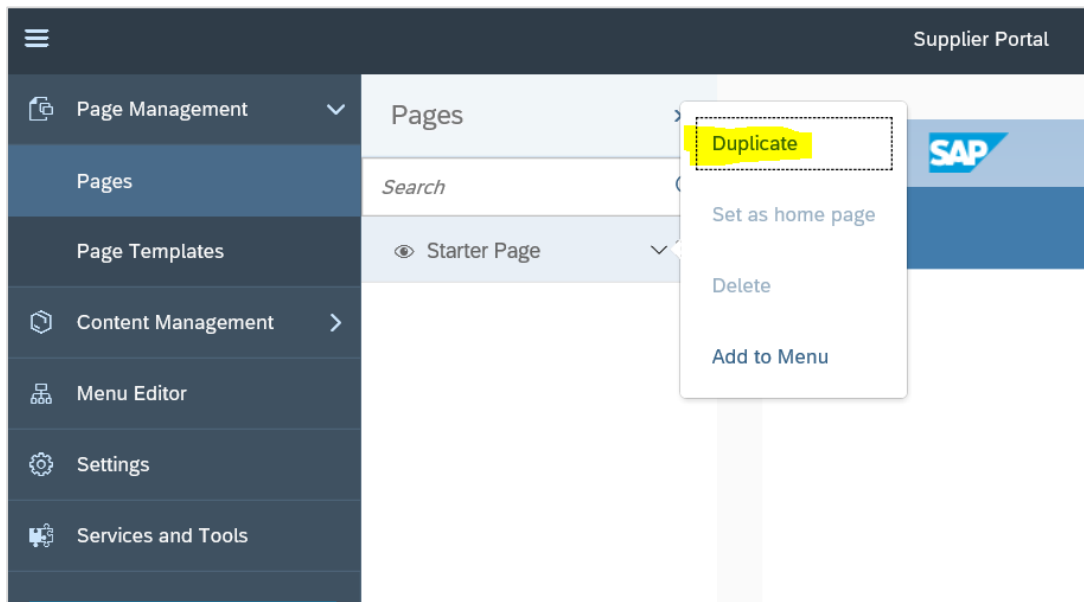 Supplier Portal
Page Management
Pages
Page Templates
Content Management
Menu Editor
Settings
Services and Tools
Pages
Search
Starter Page
Duplicate
Set as home page
Delete
Add to Menu
SAP